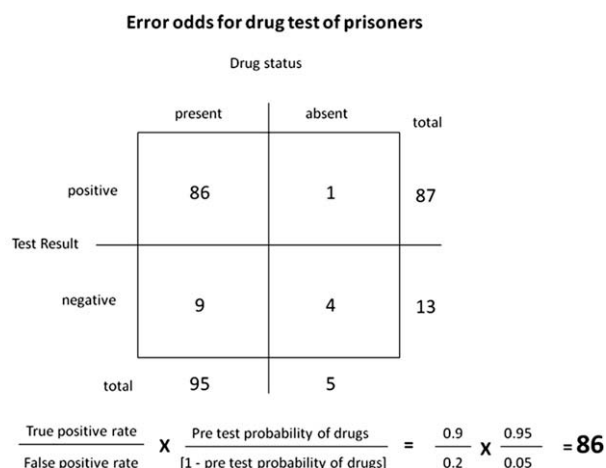 Error odds for drug test of prisoners
Drug status
present absent total
positive 86 1 87
Test Result
negative 9 4 13
total 95 5
True positive rate X Pre test probability of drugs = 0.9 X 0.95 = 86
False positive rate [1 - pre test probability of drugs] 0.2 0.05